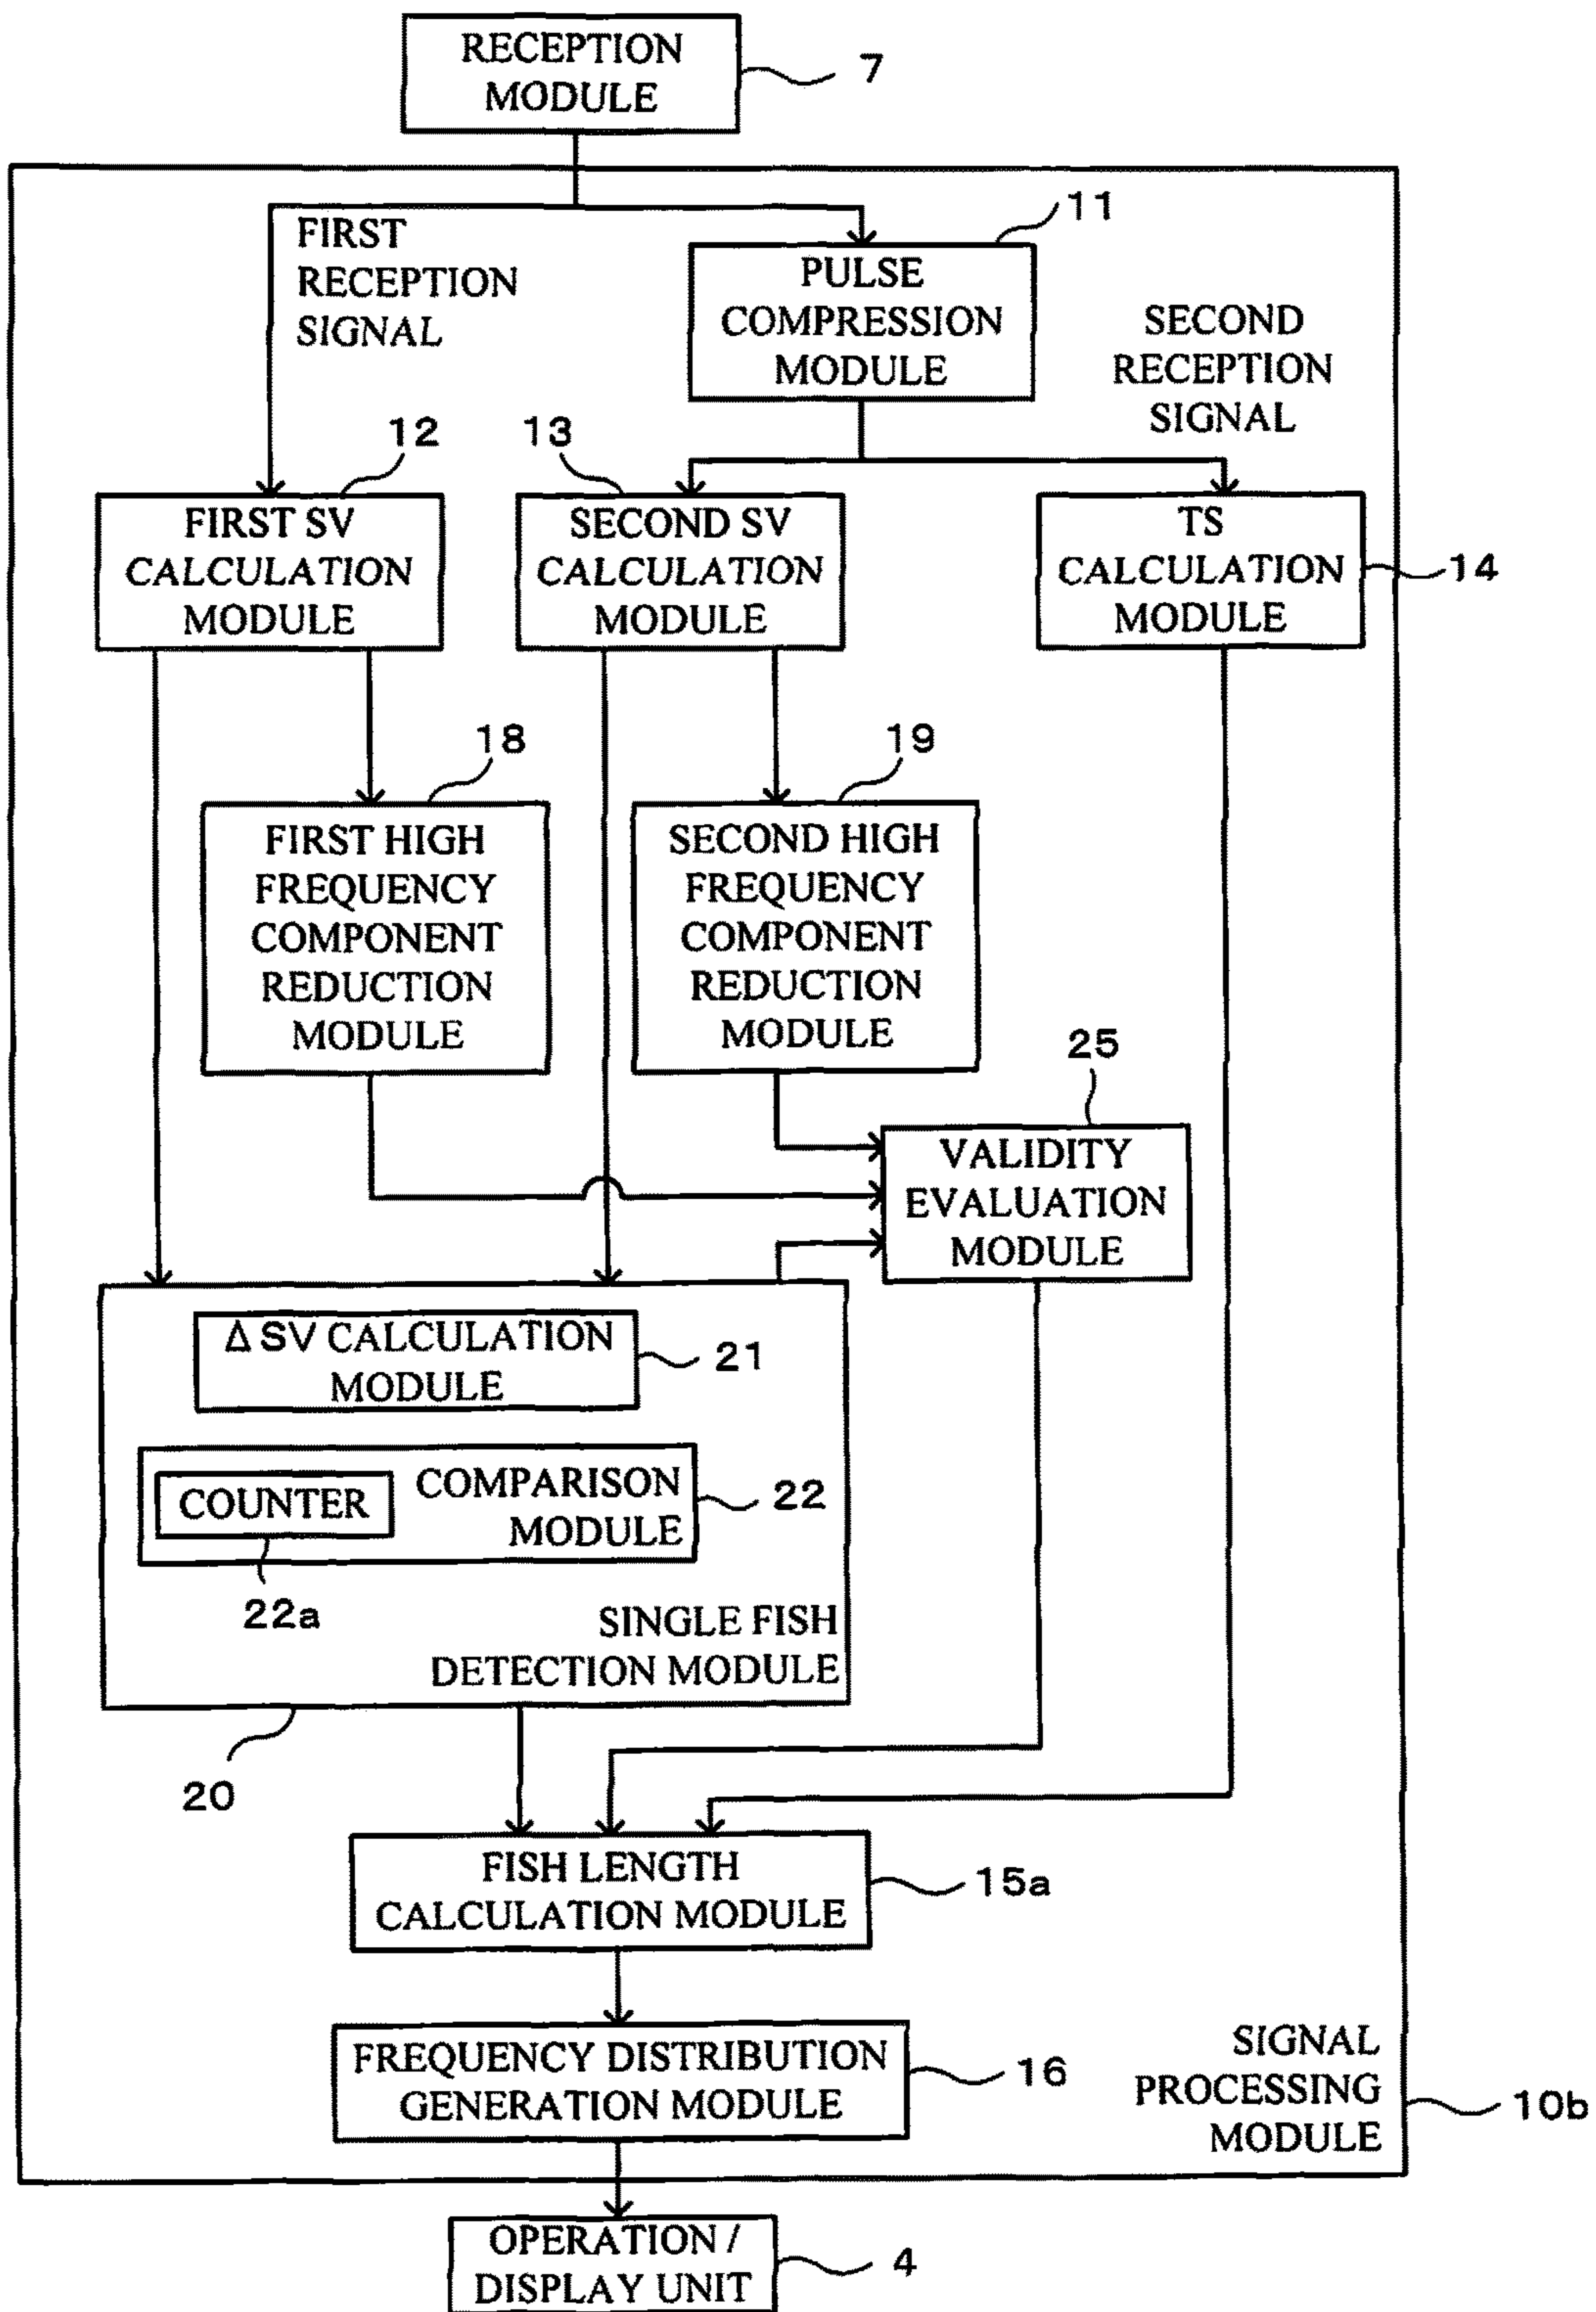 RECEPTION
MODULE
7
FIRST
RECEPTION
SIGNAL
11
PULSE
COMPRESSION
MODULE
SECOND
RECEPTION
SIGNAL
12
13
FIRST SV
CALCULATION
MODULE
SECOND SV
CALCULATION
MODULE
TS
CALCULATION
MODULE
14
18
19
FIRST HIGH
FREQUENCY
COMPONENT
REDUCTION
MODULE
SECOND HIGH
FREQUENCY
COMPONENT
REDUCTION
MODULE
25
VALIDITY
EVALUATION
MODULE
Δ SV CALCULATION
MODULE
21
COUNTER
COMPARISON
MODULE
22
22a
SINGLE FISH
DETECTION MODULE
20
FISH LENGTH
CALCULATION MODULE
15a
FREQUENCY DISTRIBUTION
GENERATION MODULE
16
SIGNAL
PROCESSING
MODULE
10b
OPERATION /
DISPLAY UNIT
4